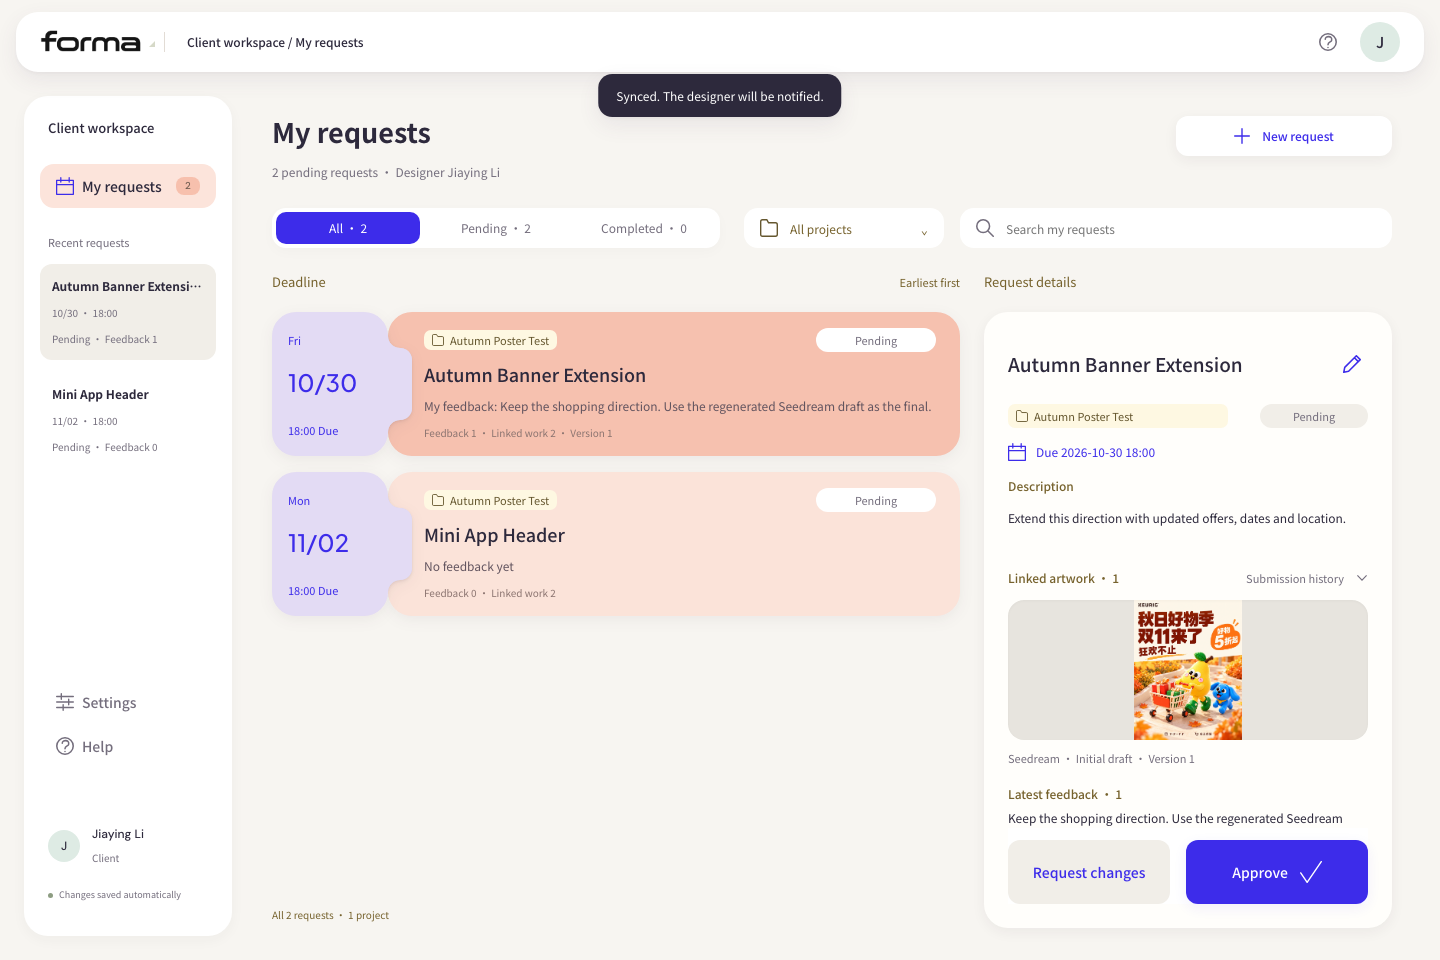 forma
Client workspace / My requests
J
Synced. The designer will be notified.
Client workspace
My requests
2
Recent requests
Autumn Banner Extensi···
10/30 • 18:00
Pending • Feedback 1
Mini App Header
11/02 • 18:00
Pending • Feedback 0
Settings
Help
J
Jiaying Li
Client
Changes saved automatically
My requests
2 pending requests • Designer Jiaying Li
New request
All • 2
Pending • 2
Completed • 0
All projects
Search my requests
Deadline
Earliest first
Fri
10/30
18:00 Due
Autumn Poster Test
Pending
Autumn Banner Extension
My feedback: Keep the shopping direction. Use the regenerated Seedream draft as the final.
Feedback 1 • Linked work 2 • Version 1
Mon
11/02
18:00 Due
Autumn Poster Test
Pending
Mini App Header
No feedback yet
Feedback 0 • Linked work 2
All 2 requests • 1 project
Request details
Autumn Banner Extension
Autumn Poster Test
Pending
Due 2026-10-30 18:00
Description
Extend this direction with updated offers, dates and location.
Linked artwork • 1
Submission history
秋日好物季
双11来了
狂欢不止
好物
5折起
Seedream • Initial draft • Version 1
Latest feedback • 1
Keep the shopping direction. Use the regenerated Seedream
Request changes
Approve